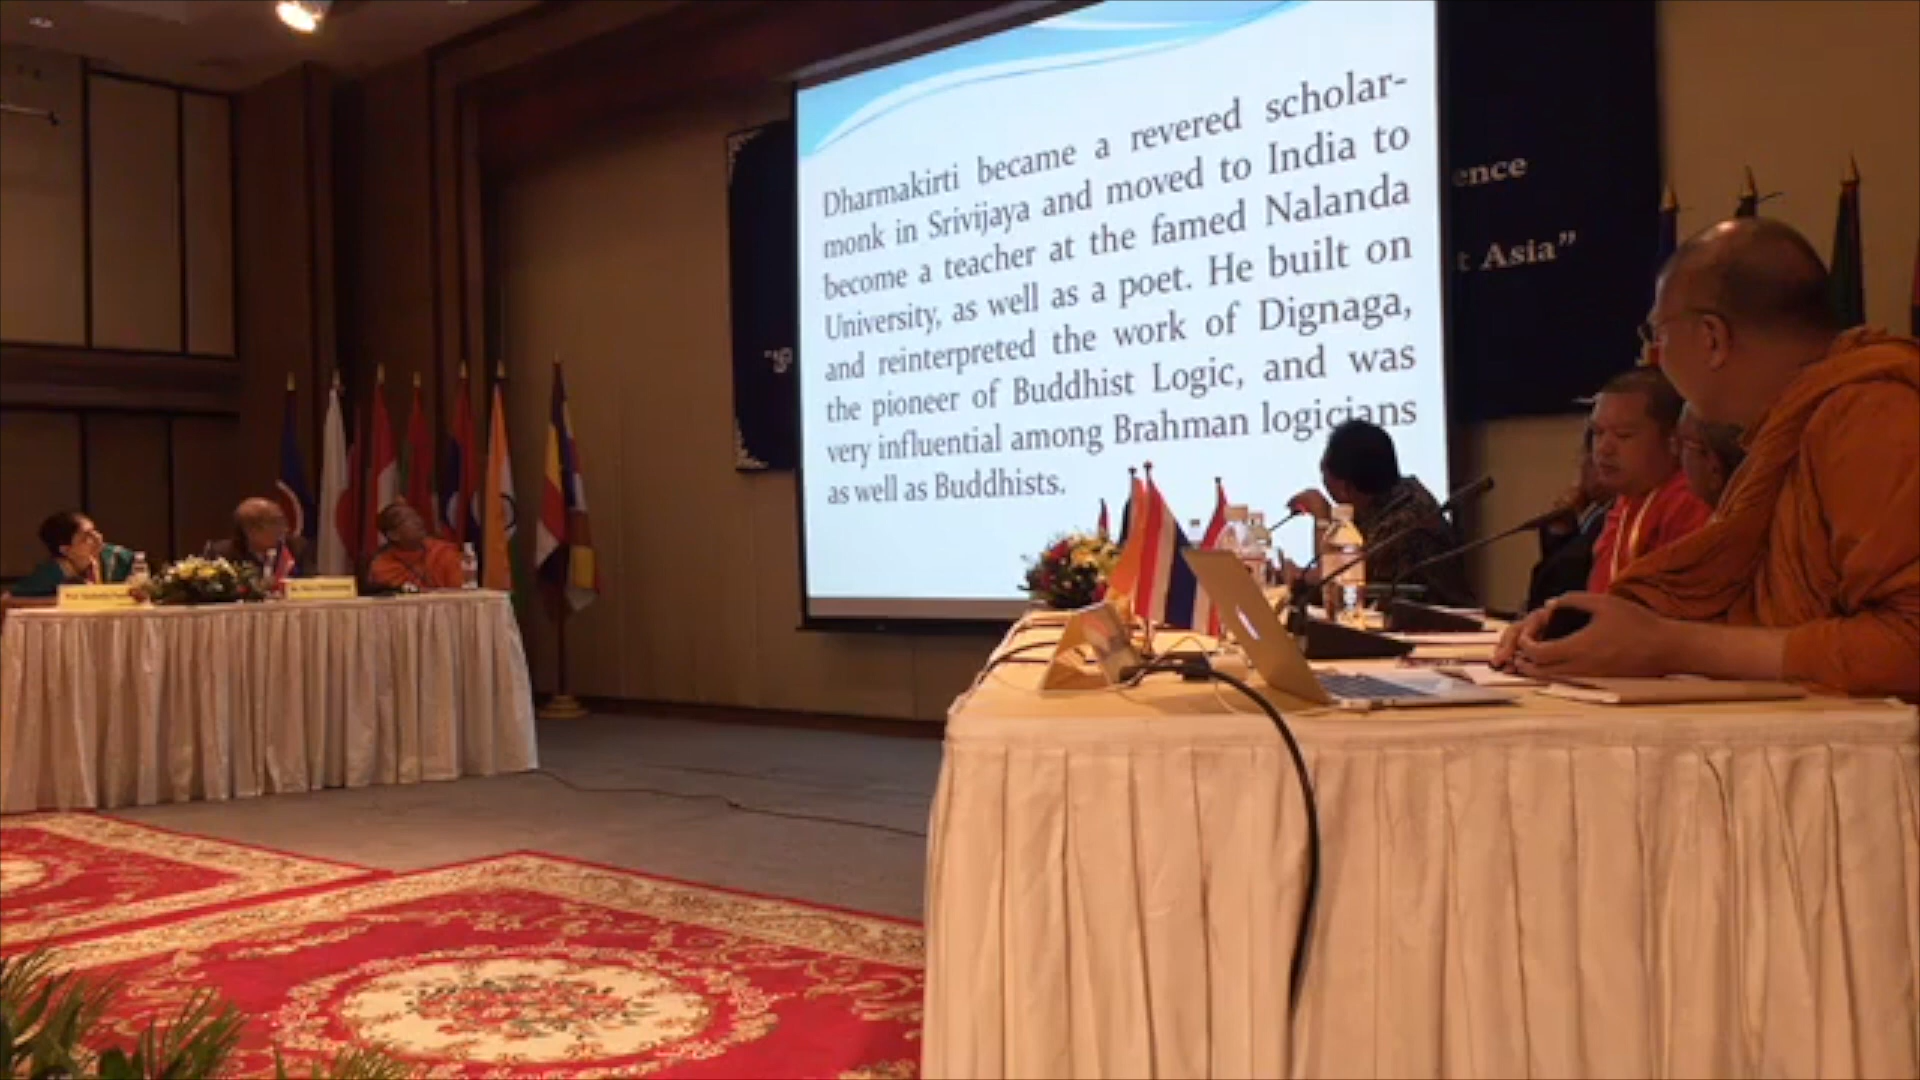 Dharmakirti became a revered scholar-
monk in Srivijaya and moved to India to
become a teacher at the famed Nalanda
University, as well as a poet. He built on
and reinterpreted the work of Dignaga,
the pioneer of Buddhist Logic, and was
very influential among Brahman logicians
as well as Buddhists.
ence
t Asia”